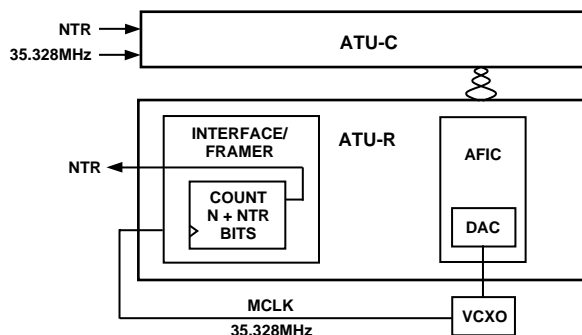 NTR
35.328MHz
ATU-C
INTERFACE/
FRAMER
ATU-R
AFIC
NTR
COUNT
N + NTR
BITS
DAC
MCLK
35.328MHz
VCXO